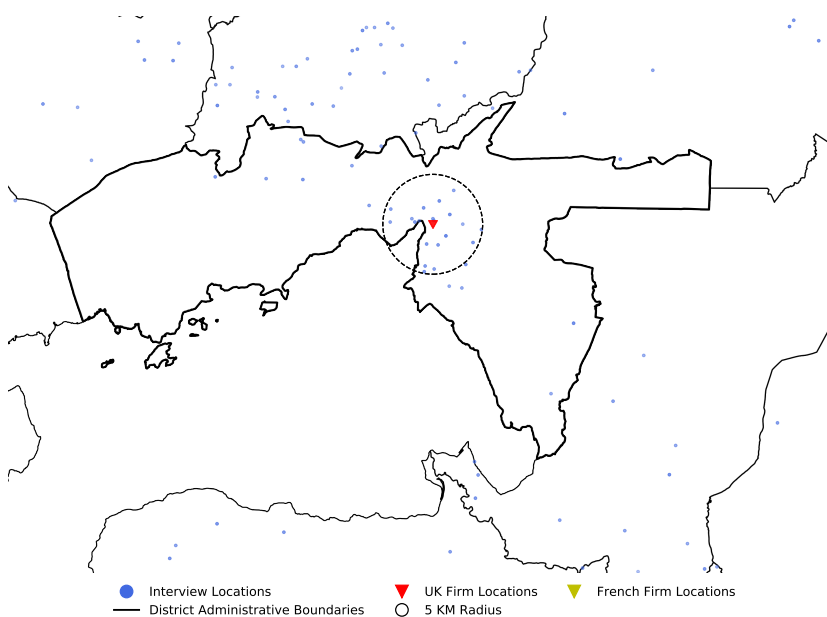 Interview Locations
District Administrative Boundaries
UK Firm Locations
5 KM Radius
French Firm Locations